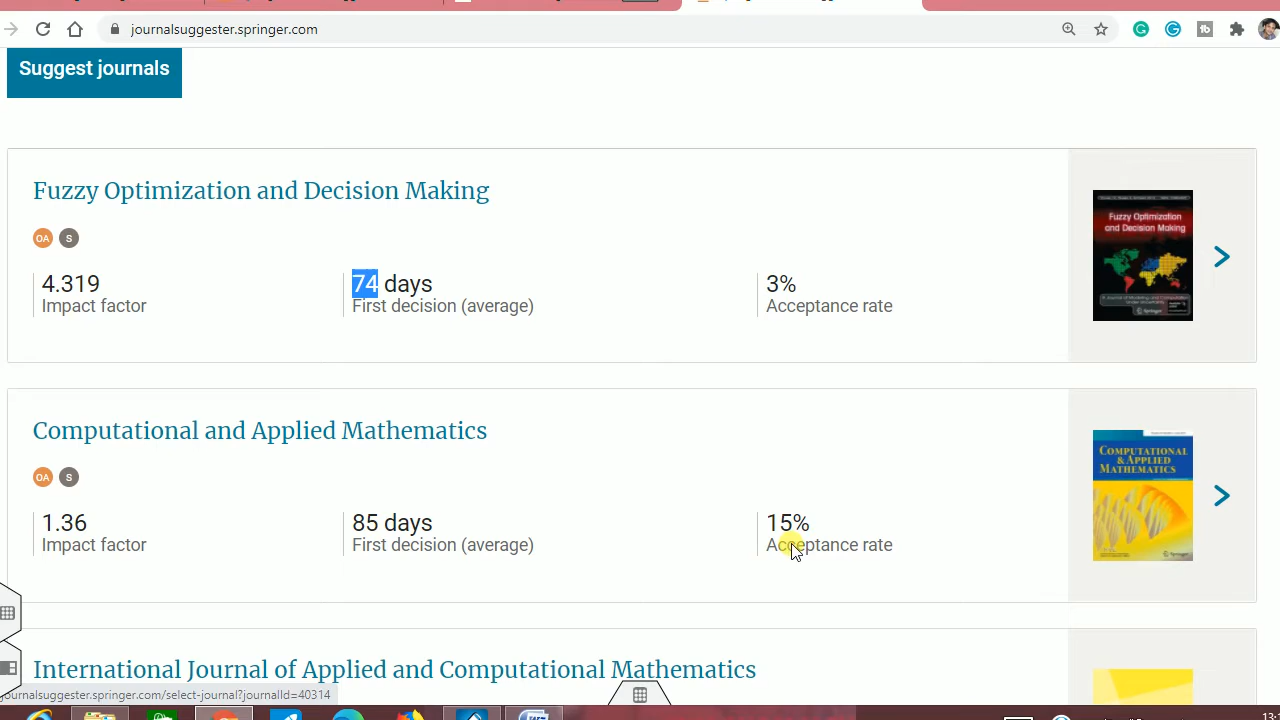 journalsuggester.springer.com
Suggest journals
Fuzzy Optimization and Decision Making
OA S
4.319
Impact factor
74 days
First decision (average)
3%
Acceptance rate
Fuzzy Optimization
and Decision Making
Springer
Computational and Applied Mathematics
OA S
1.36
Impact factor
85 days
First decision (average)
15%
Acceptance rate
COMPUTATIONAL
& APPLIED
MATHEMATICS
Springer
International Journal of Applied and Computational Mathematics
journalsuggester.springer.com/select-journal?journalId=40314